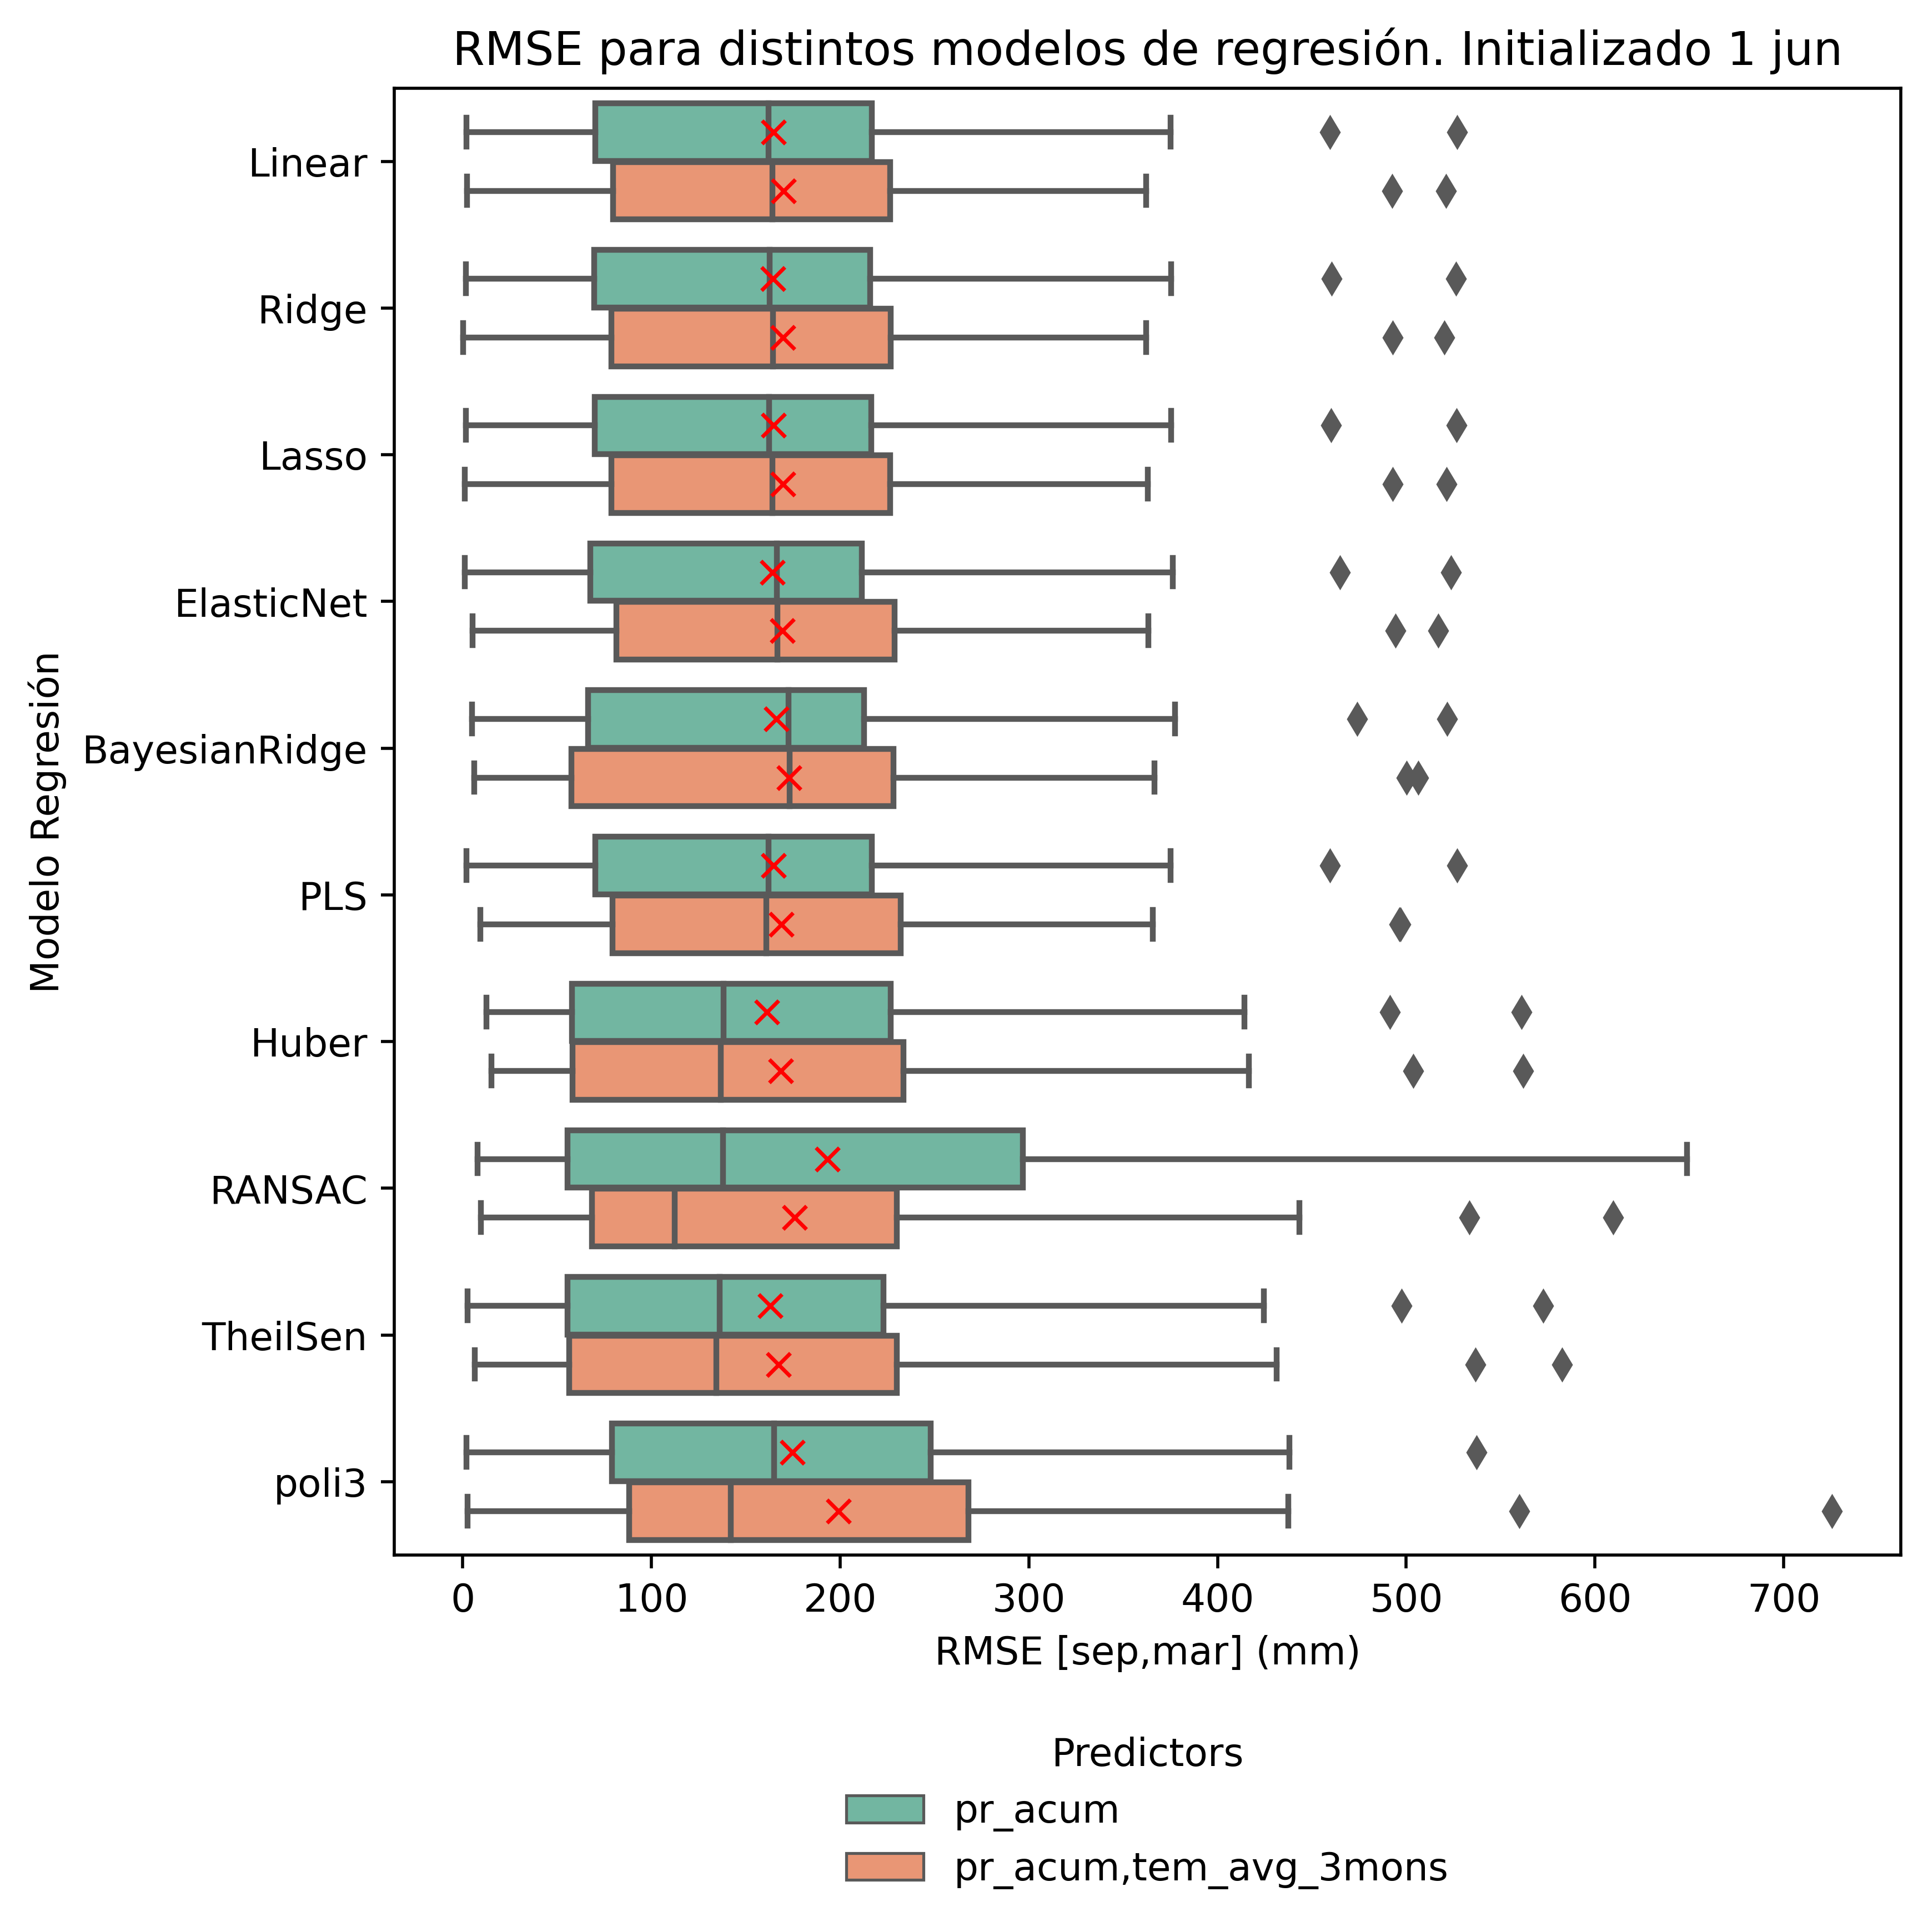 RMSE para distintos modelos de regresión. Initializado 1 jun
Modelo Regresión
Linear
Ridge
Lasso
ElasticNet
BayesianRidge
PLS
Huber
RANSAC
TheilSen
poli3
0 100 200 300 400 500 600 700
RMSE [sep,mar] (mm)
Predictors
pr_acum
pr_acum,tem_avg_3mons